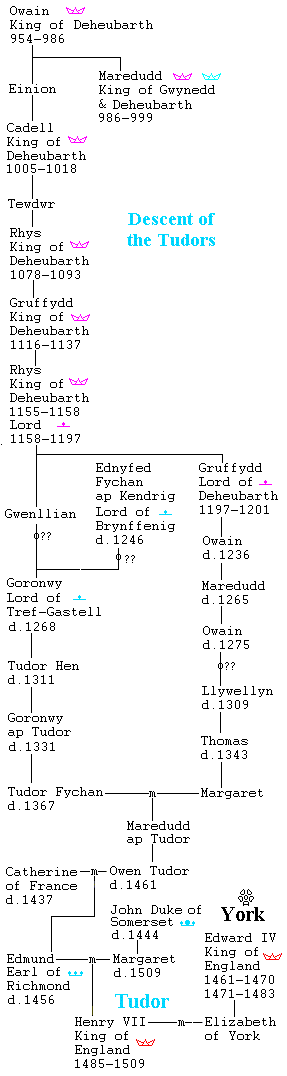 Owain
King of Deheubarth
954-986
Maredudd
King of Gwynedd
& Deheubarth
986-999
Einion
Cadell
King of
Deheubarth
1005-1018
Tewdwr
Descent of
the Tudors
Rhys
King of
Deheubarth
1078-1093
Gruffydd
King of
Deheubarth
1116-1137
Rhys
King of
Deheubarth
1155-1158
Lord
1158-1197
Ednyfed
Fychan
ap Kendrig
Lord of
Brynffenig
d.1246
Gruffydd
Lord of
Deheubarth
1197-1201
Gwenllian
??
??
Owain
d.1236
Goronwy
Lord of
Tref-Gastell
d.1268
Maredudd
d.1265
Owain
d.1275
??
Tudor Hen
d.1311
Llywellyn
d.1309
Goronwy
ap Tudor
d.1331
Thomas
d.1343
Tudor Fychan m Margaret
d.1367
Maredudd
ap Tudor
Catherine m Owen Tudor
of France d.1461
d.1437
John Duke of
Somerset
d.1444
York
Edward IV
King of
England
1461-1470
1471-1483
Edmund m Margaret
Earl of d.1509
Richmond
d.1456
Tudor
Henry VII m Elizabeth
King of of York
England
1485-1509